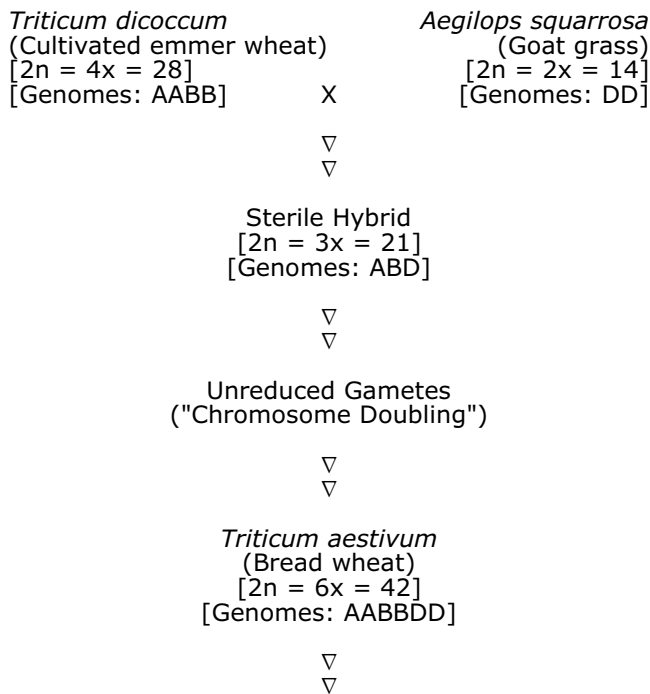 Triticum dicoccum Aegilops squarrosa
(Cultivated emmer wheat) (Goat grass)
[2n = 4x = 28] [2n = 2x = 14]
[Genomes: AABB] X [Genomes: DD]
∇
∇
Sterile Hybrid
[2n = 3x = 21]
[Genomes: ABD]
∇
∇
Unreduced Gametes
("Chromosome Doubling")
∇
∇
Triticum aestivum
(Bread wheat)
[2n = 6x = 42]
[Genomes: AABBDD]
∇
∇